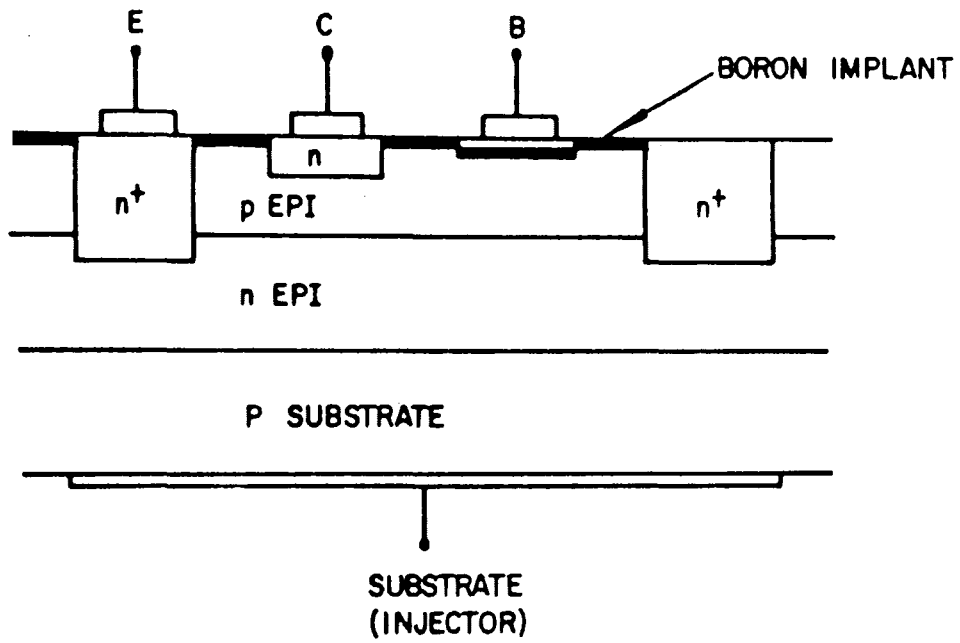 E C B
BORON IMPLANT
n
n+ n+
p EPI
n EPI
P SUBSTRATE
SUBSTRATE
(INJECTOR)